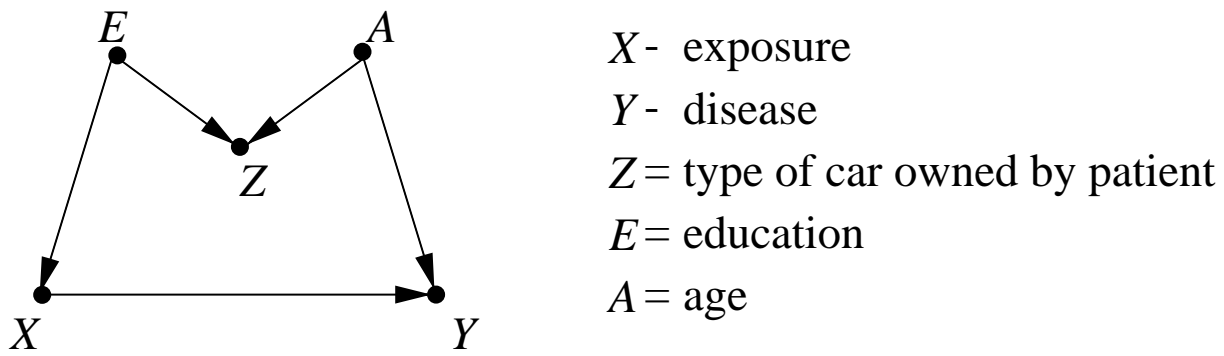 E
A
Z
X
Y
X - exposure
Y - disease
Z = type of car owned by patient
E = education
A = age